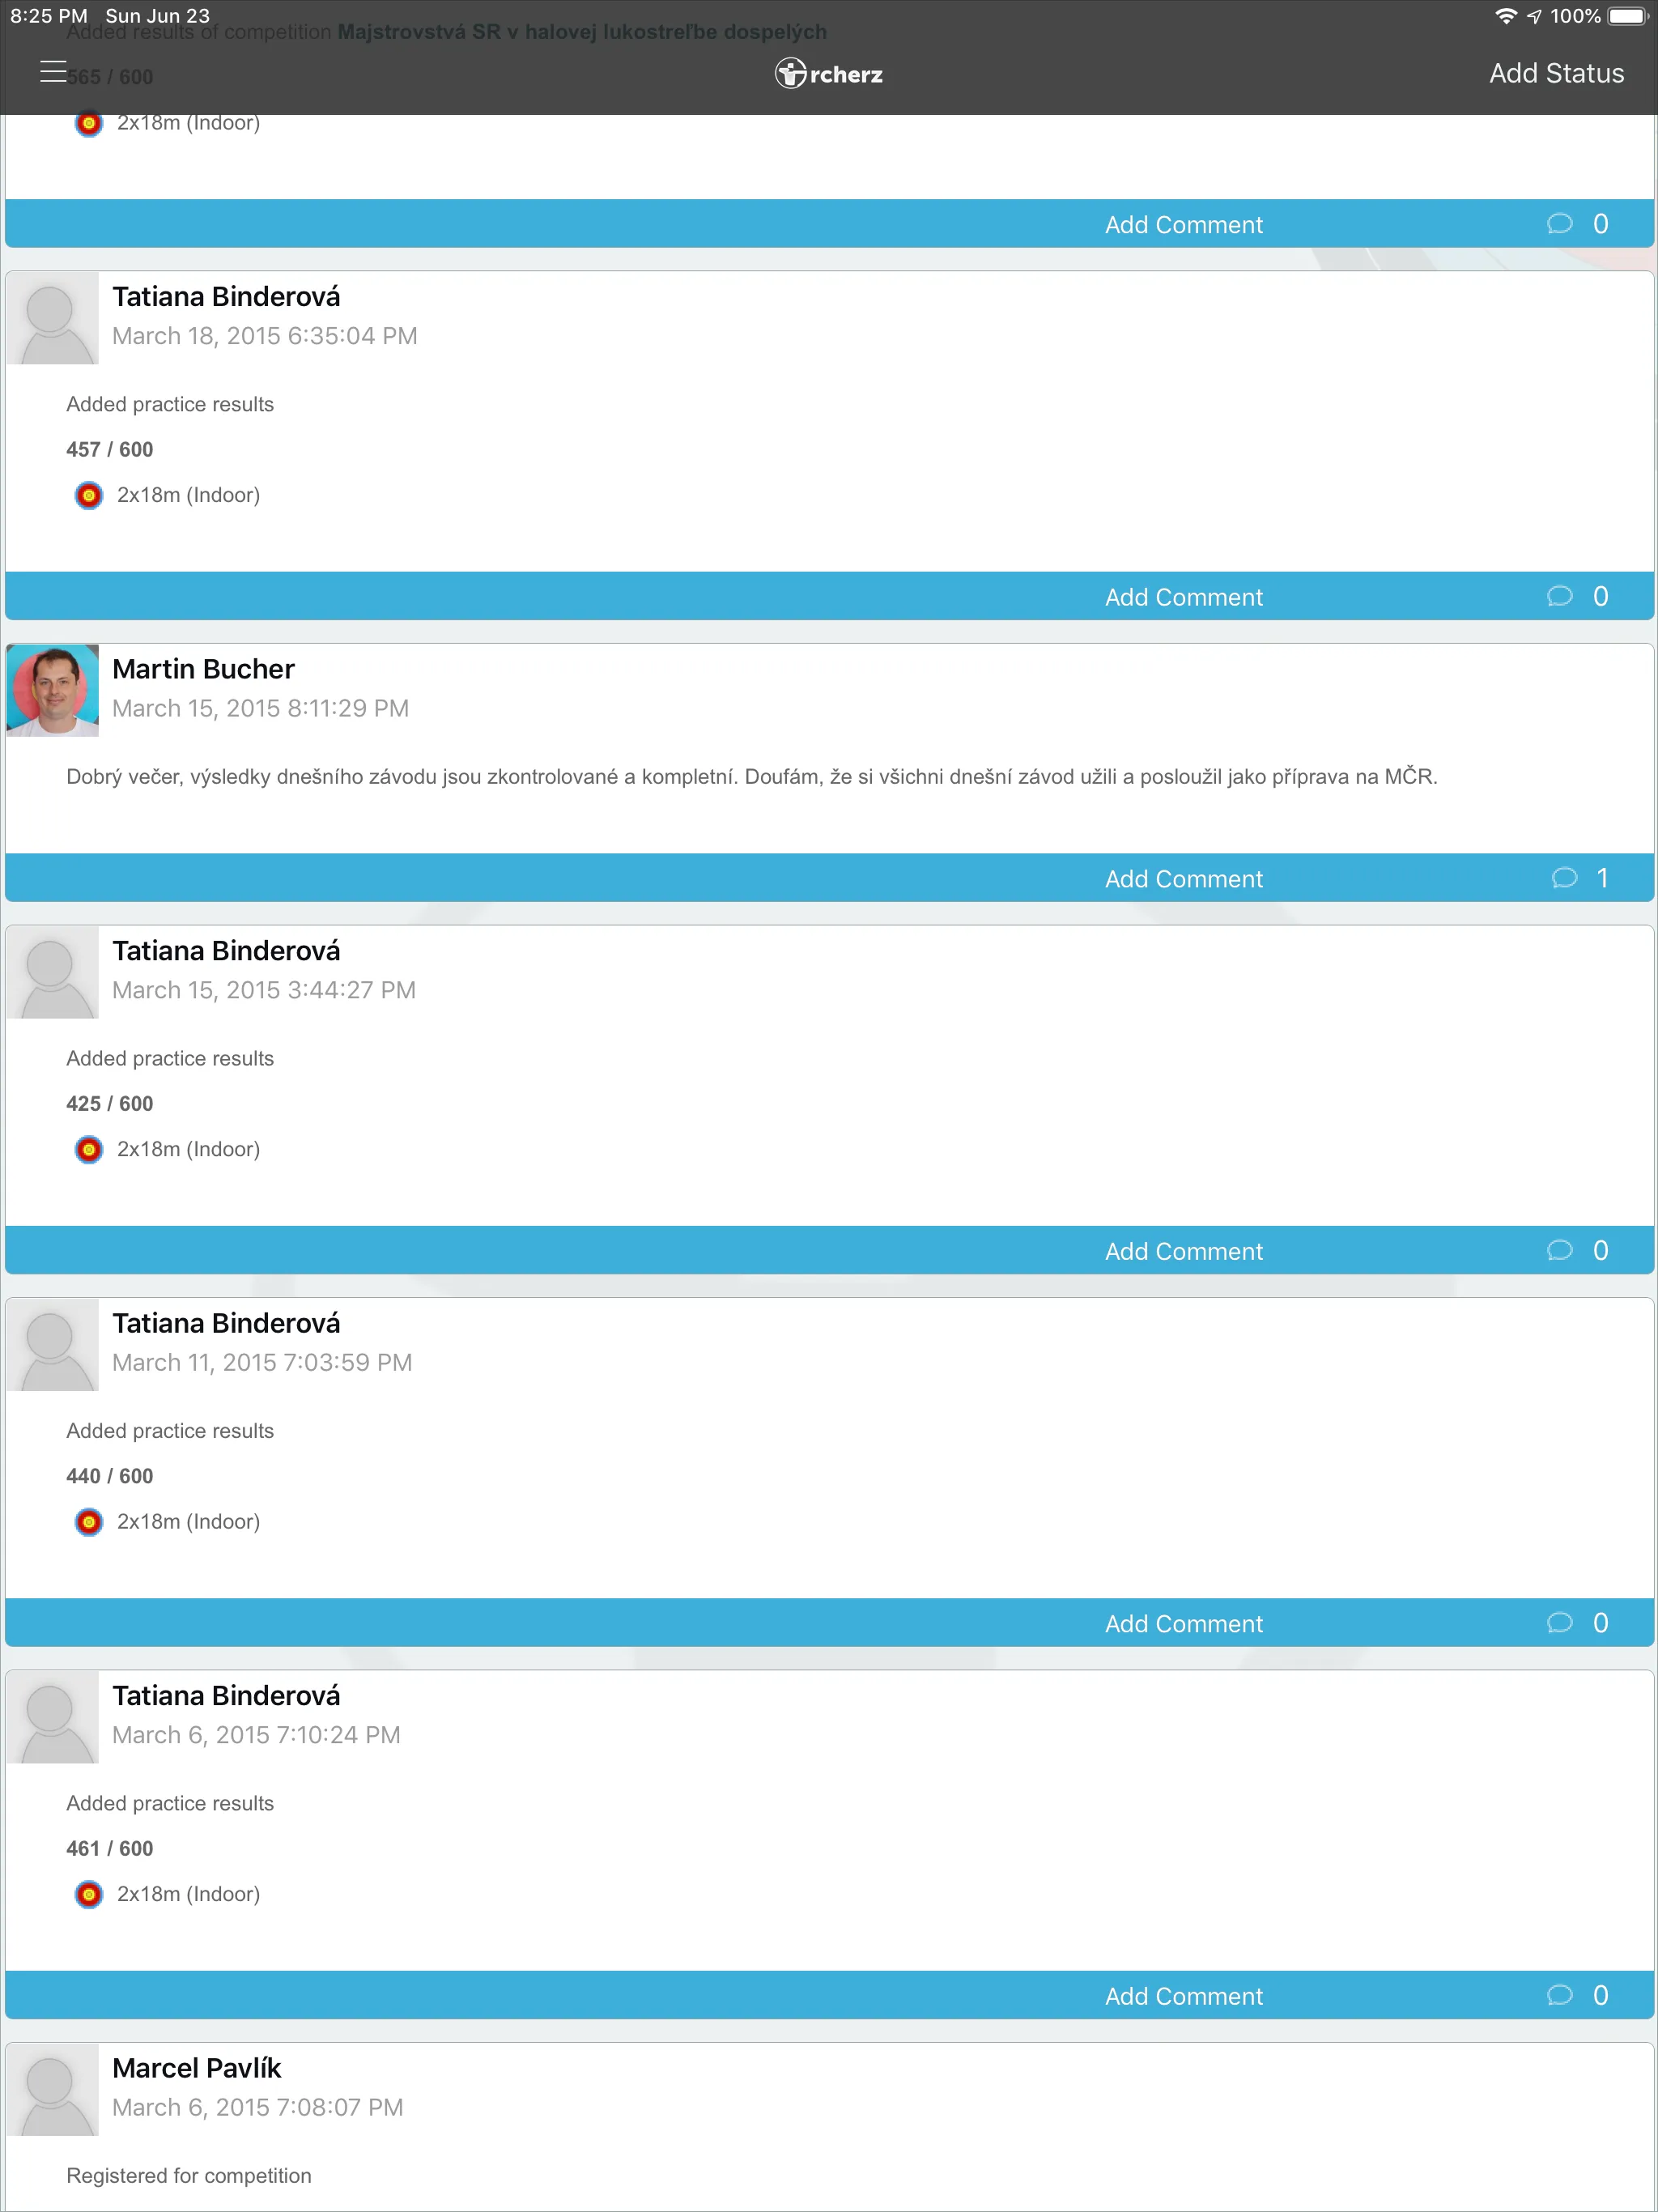 8:25 PM Sun Jun 23 100%
Added results of competition Majstrovstvá SR v halovej lukostreľbe dospelých
rcherz Add Status
565 / 600
2x18m (Indoor)
Add Comment 0
Tatiana Binderová
March 18, 2015 6:35:04 PM
Added practice results
457 / 600
2x18m (Indoor)
Add Comment 0
Martin Bucher
March 15, 2015 8:11:29 PM
Dobrý večer, výsledky dnešního závodu jsou zkontrolované a kompletní. Doufám, že si všichni dnešní závod užili a posloužil jako příprava na MČR.
Add Comment 1
Tatiana Binderová
March 15, 2015 3:44:27 PM
Added practice results
425 / 600
2x18m (Indoor)
Add Comment 0
Tatiana Binderová
March 11, 2015 7:03:59 PM
Added practice results
440 / 600
2x18m (Indoor)
Add Comment 0
Tatiana Binderová
March 6, 2015 7:10:24 PM
Added practice results
461 / 600
2x18m (Indoor)
Add Comment 0
Marcel Pavlík
March 6, 2015 7:08:07 PM
Registered for competition